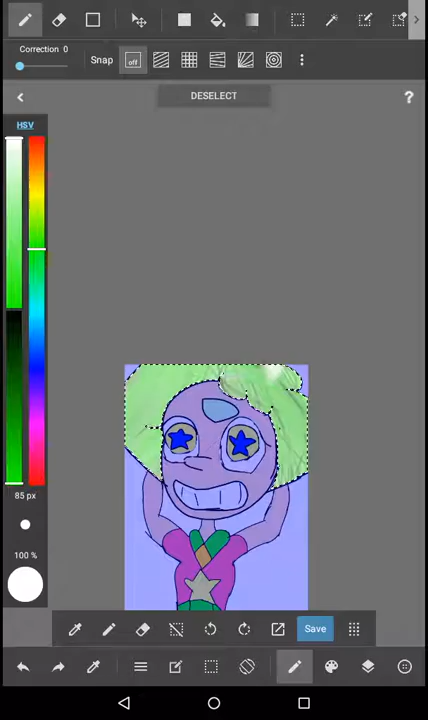 Correction 0
Snap
off
DESELECT
?
HSV
85 px
100 %
Save